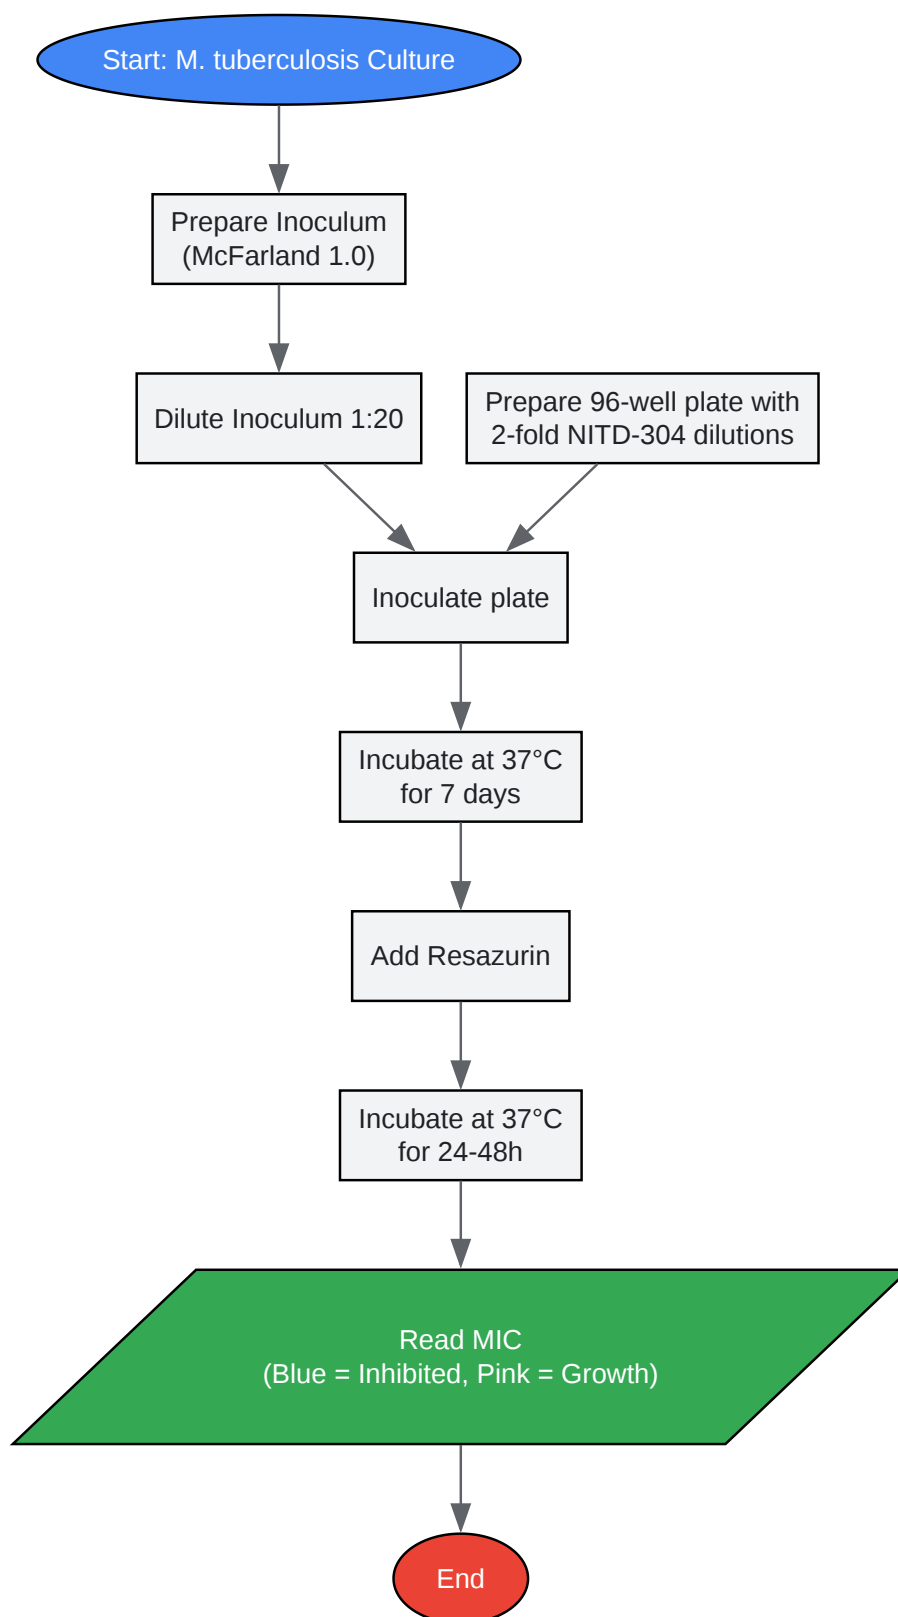 Start: M. tuberculosis Culture
Prepare Inoculum
(McFarland 1.0)
Dilute Inoculum 1:20
Prepare 96-well plate with
2-fold NITD-304 dilutions
Inoculate plate
Incubate at 37°C
for 7 days
Add Resazurin
Incubate at 37°C
for 24-48h
Read MIC
(Blue = Inhibited, Pink = Growth)
End